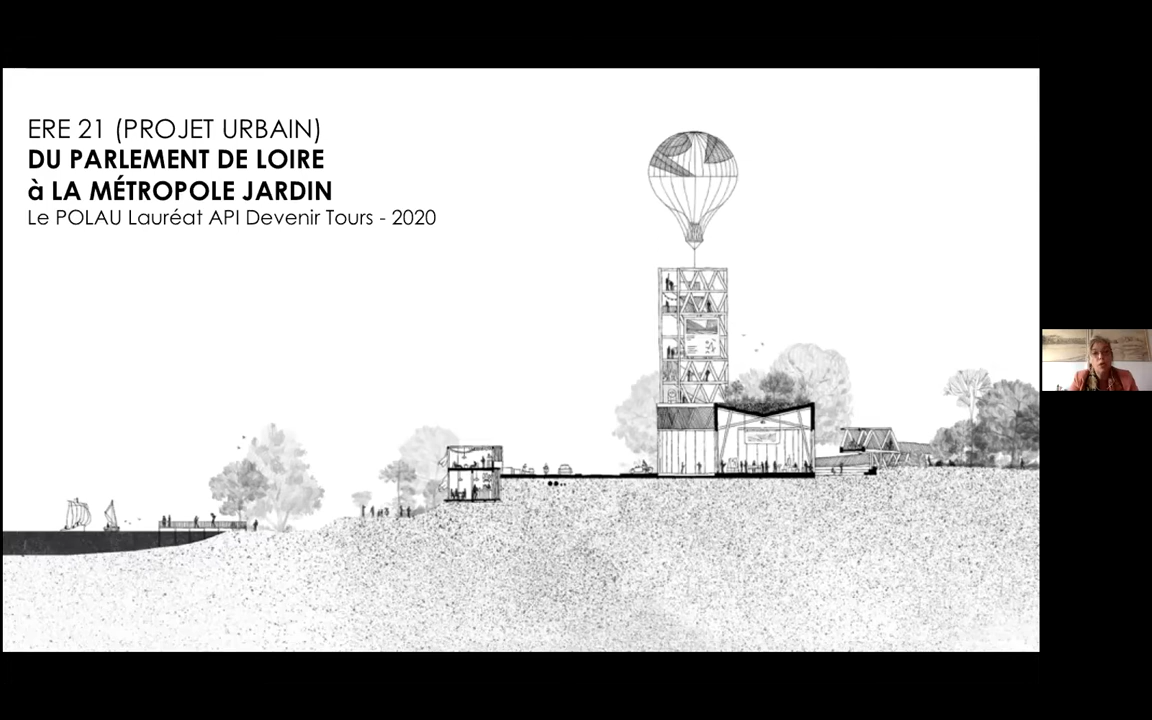 ERE 21 (PROJET URBAIN)
DU PARLEMENT DE LOIRE
à LA MÉTROPOLE JARDIN
Le POLAU Lauréat API Devenir Tours - 2020